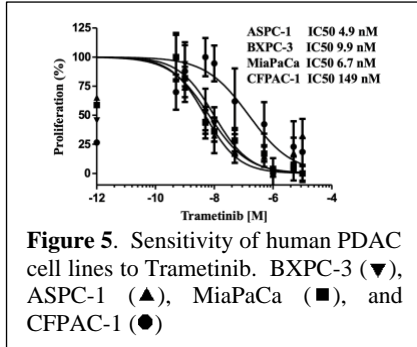 ASPC-1 IC50 4.9 nM
BXPC-3 IC50 9.9 nM
MiaPaCa IC50 6.7 nM
CFPAC-1 IC50 149 nM
Proliferation (%)
125
100
75
50
25
0
-12 -10 -8 -6 -4
Trametinib [M]
Figure 5. Sensitivity of human PDAC
cell lines to Trametinib. BXPC-3 (▼),
ASPC-1 (▲), MiaPaCa (■), and
CFPAC-1 (●)